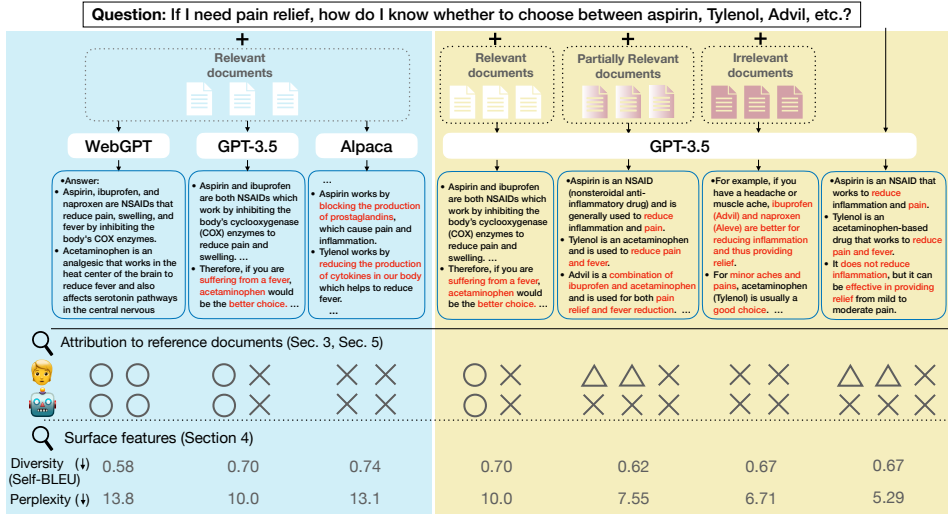 Question: If I need pain relief, how do I know whether to choose between aspirin, Tylenol, Advil, etc.?
+
Relevant
documents
+
Relevant
documents
+
Partially Relevant
documents
+
Irrelevant
documents
WebGPT
GPT-3.5
Alpaca
GPT-3.5
•Answer:
• Aspirin, ibuprofen, and
naproxen are NSAIDs that
reduce pain, swelling, and
fever by inhibiting the
body's COX enzymes.
• Acetaminophen is an
analgesic that works in the
heat center of the brain to
reduce fever and also
affects serotonin pathways
in the central nervous
• Aspirin and ibuprofen
are both NSAIDs which
work by inhibiting the
body's cyclooxygenase
(COX) enzymes to
reduce pain and
swelling. ...
• Therefore, if you are
suffering from a fever,
acetaminophen would
be the better choice. ...
...
• Aspirin works by
blocking the production
of prostaglandins,
which cause pain and
inflammation.
• Tylenol works by
reducing the production
of cytokines in our body
which helps to reduce
fever.
...
• Aspirin and ibuprofen
are both NSAIDs which
work by inhibiting the
body's cyclooxygenase
(COX) enzymes to
reduce pain and
swelling. ...
• Therefore, if you are
suffering from a fever,
acetaminophen would
be the better choice. ...
•Aspirin is an NSAID
(nonsteroidal anti-
inflammatory drug) and is
generally used to reduce
inflammation and pain.
• Tylenol is an acetaminophen
and is used to reduce pain
and fever.
• Advil is a combination of
ibuprofen and acetaminophen
and is used for both pain
relief and fever reduction. ...
•For example, if you
have a headache or
muscle ache, ibuprofen
(Advil) and naproxen
(Aleve) are better for
reducing inflammation
and thus providing
relief.
• For minor aches and
pains, acetaminophen
(Tylenol) is usually a
good choice. ...
•Aspirin is an NSAID that
works to reduce
inflammation and pain.
• Tylenol is an
acetaminophen-based
drug that works to reduce
pain and fever.
• It does not reduce
inflammation, but it can
be effective in providing
relief from mild to
moderate pain.
Attribution to reference documents (Sec. 3, Sec. 5)
Surface features (Section 4)
Diversity (↓) 0.58 0.70 0.74 0.70 0.62 0.67 0.67
(Self-BLEU)
Perplexity (↓) 13.8 10.0 13.1 10.0 7.55 6.71 5.29